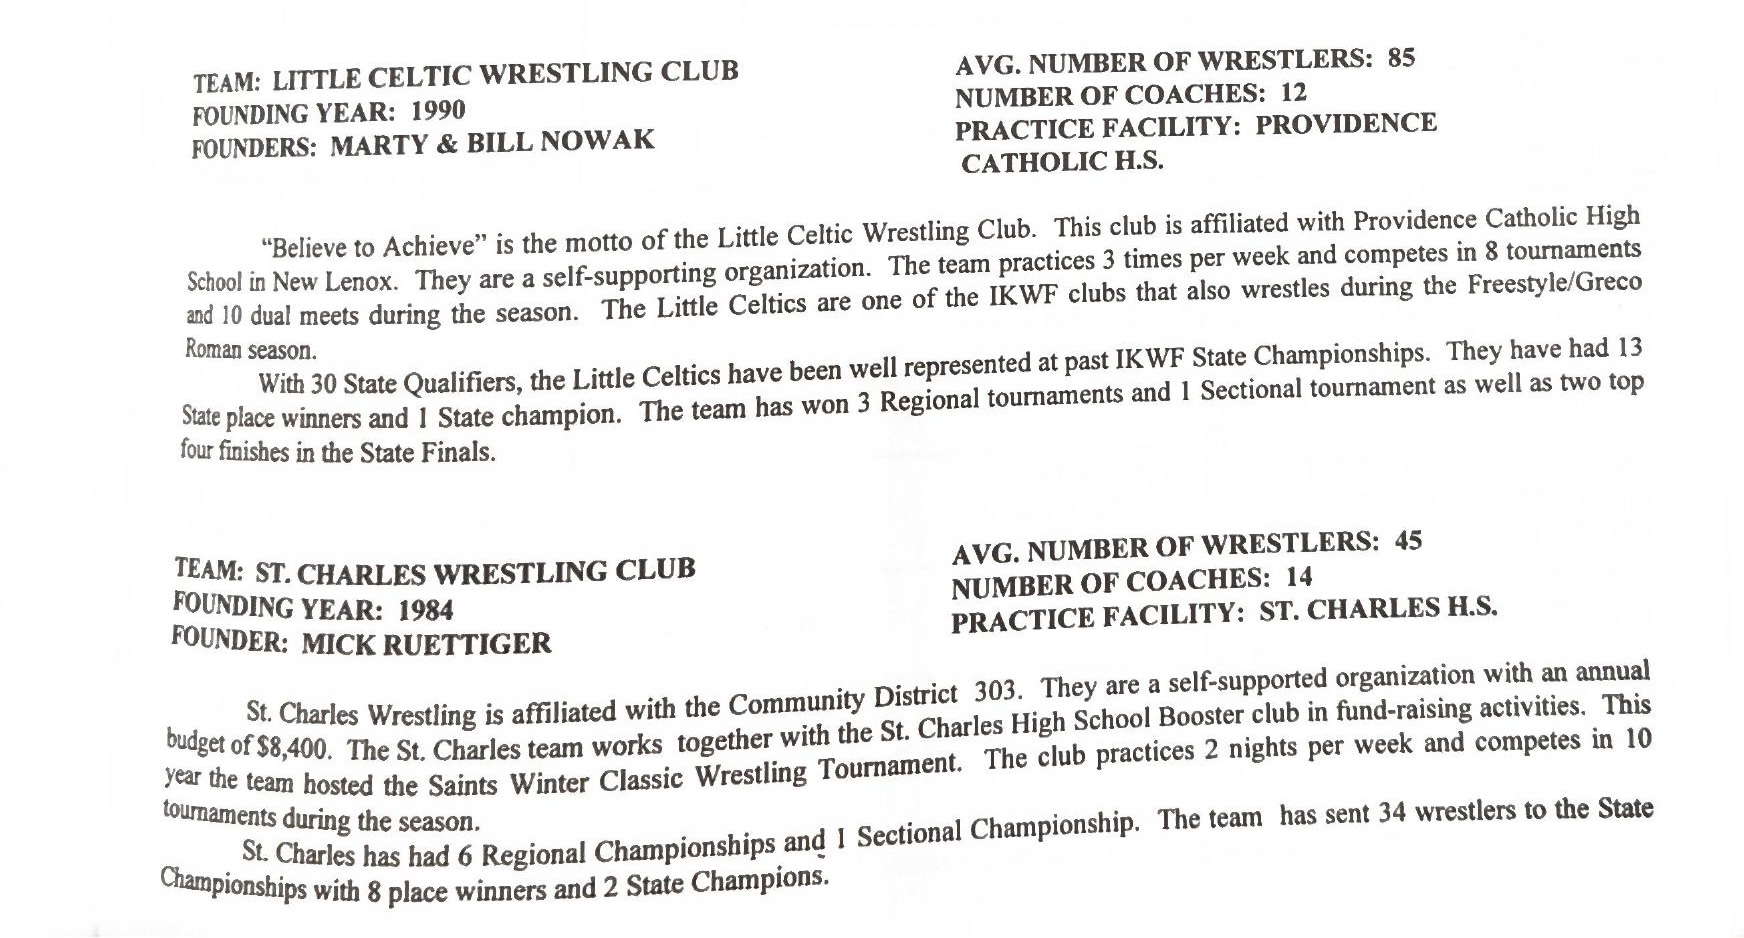 TEAM: LITTLE CELTIC WRESTLING CLUB
FOUNDING YEAR: 1990
FOUNDERS: MARTY & BILL NOWAK
AVG. NUMBER OF WRESTLERS: 85
NUMBER OF COACHES: 12
PRACTICE FACILITY: PROVIDENCE
CATHOLIC H.S.
“Believe to Achieve” is the motto of the Little Celtic Wrestling Club. This club is affiliated with Providence Catholic High
School in New Lenox. They are a self-supporting organization. The team practices 3 times per week and competes in 8 tournaments
and 10 dual meets during the season. The Little Celtics are one of the IKWF clubs that also wrestles during the Freestyle/Greco
Roman season.
With 30 State Qualifiers, the Little Celtics have been well represented at past IKWF State Championships. They have had 13
State place winners and 1 State champion. The team has won 3 Regional tournaments and 1 Sectional tournament as well as two top
four finishes in the State Finals.
TEAM: ST. CHARLES WRESTLING CLUB
FOUNDING YEAR: 1984
FOUNDER: MICK RUETTIGER
AVG. NUMBER OF WRESTLERS: 45
NUMBER OF COACHES: 14
PRACTICE FACILITY: ST. CHARLES H.S.
St. Charles Wrestling is affiliated with the Community District 303. They are a self-supported organization with an annual
budget of $8,400. The St. Charles team works together with the St. Charles High School Booster club in fund-raising activities. This
year the team hosted the Saints Winter Classic Wrestling Tournament. The club practices 2 nights per week and competes in 10
tournaments during the season.
St. Charles has had 6 Regional Championships and 1 Sectional Championship. The team has sent 34 wrestlers to the State
Championships with 8 place winners and 2 State Champions.